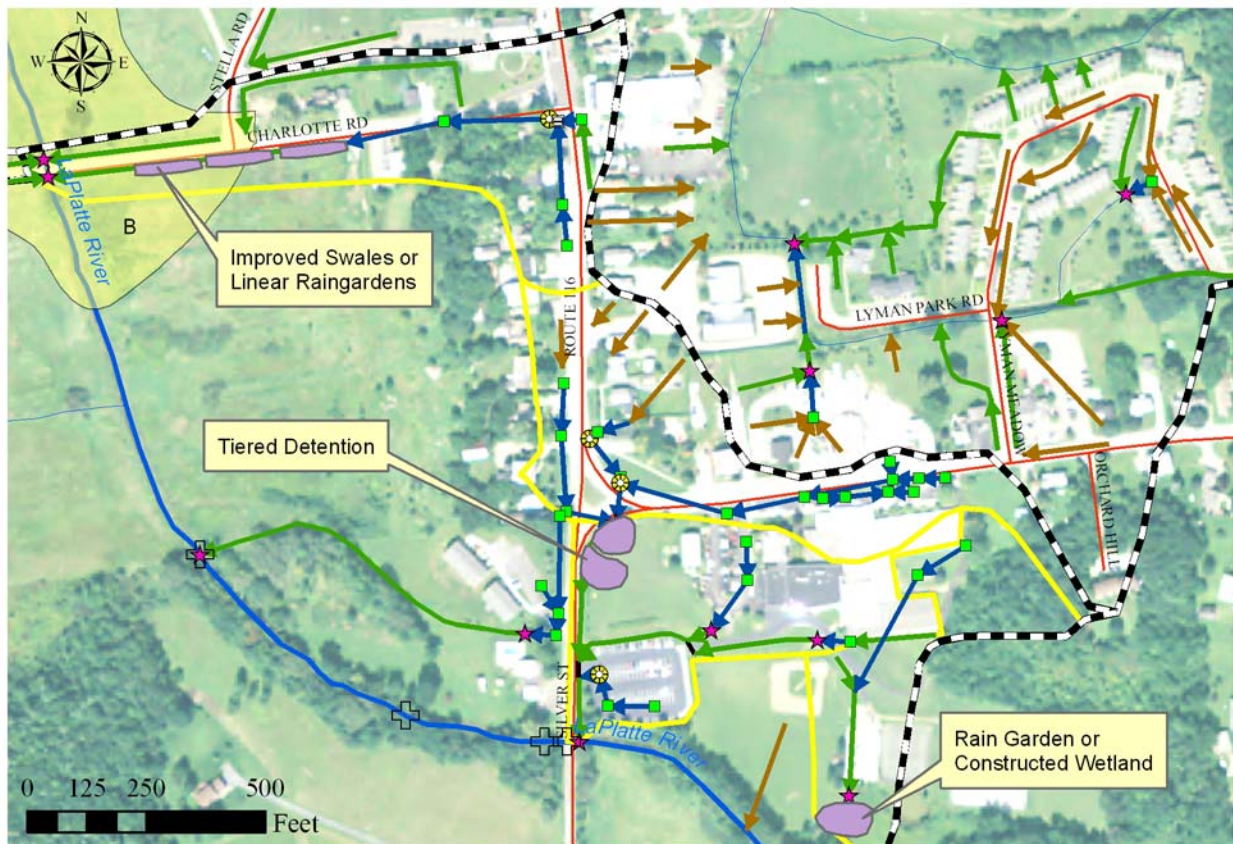 N
W E
S
STELLA RD
CHARLOTTE RD
LaPlatte River
B
Improved Swales or
Linear Raingardens
ROUTE 116
LYMAN PARK RD
LYMAN MEADOW
ORCHARD HILL
Tiered Detention
SILVER ST
LaPlatte River
Rain Garden or
Constructed Wetland
0 125 250 500
Feet